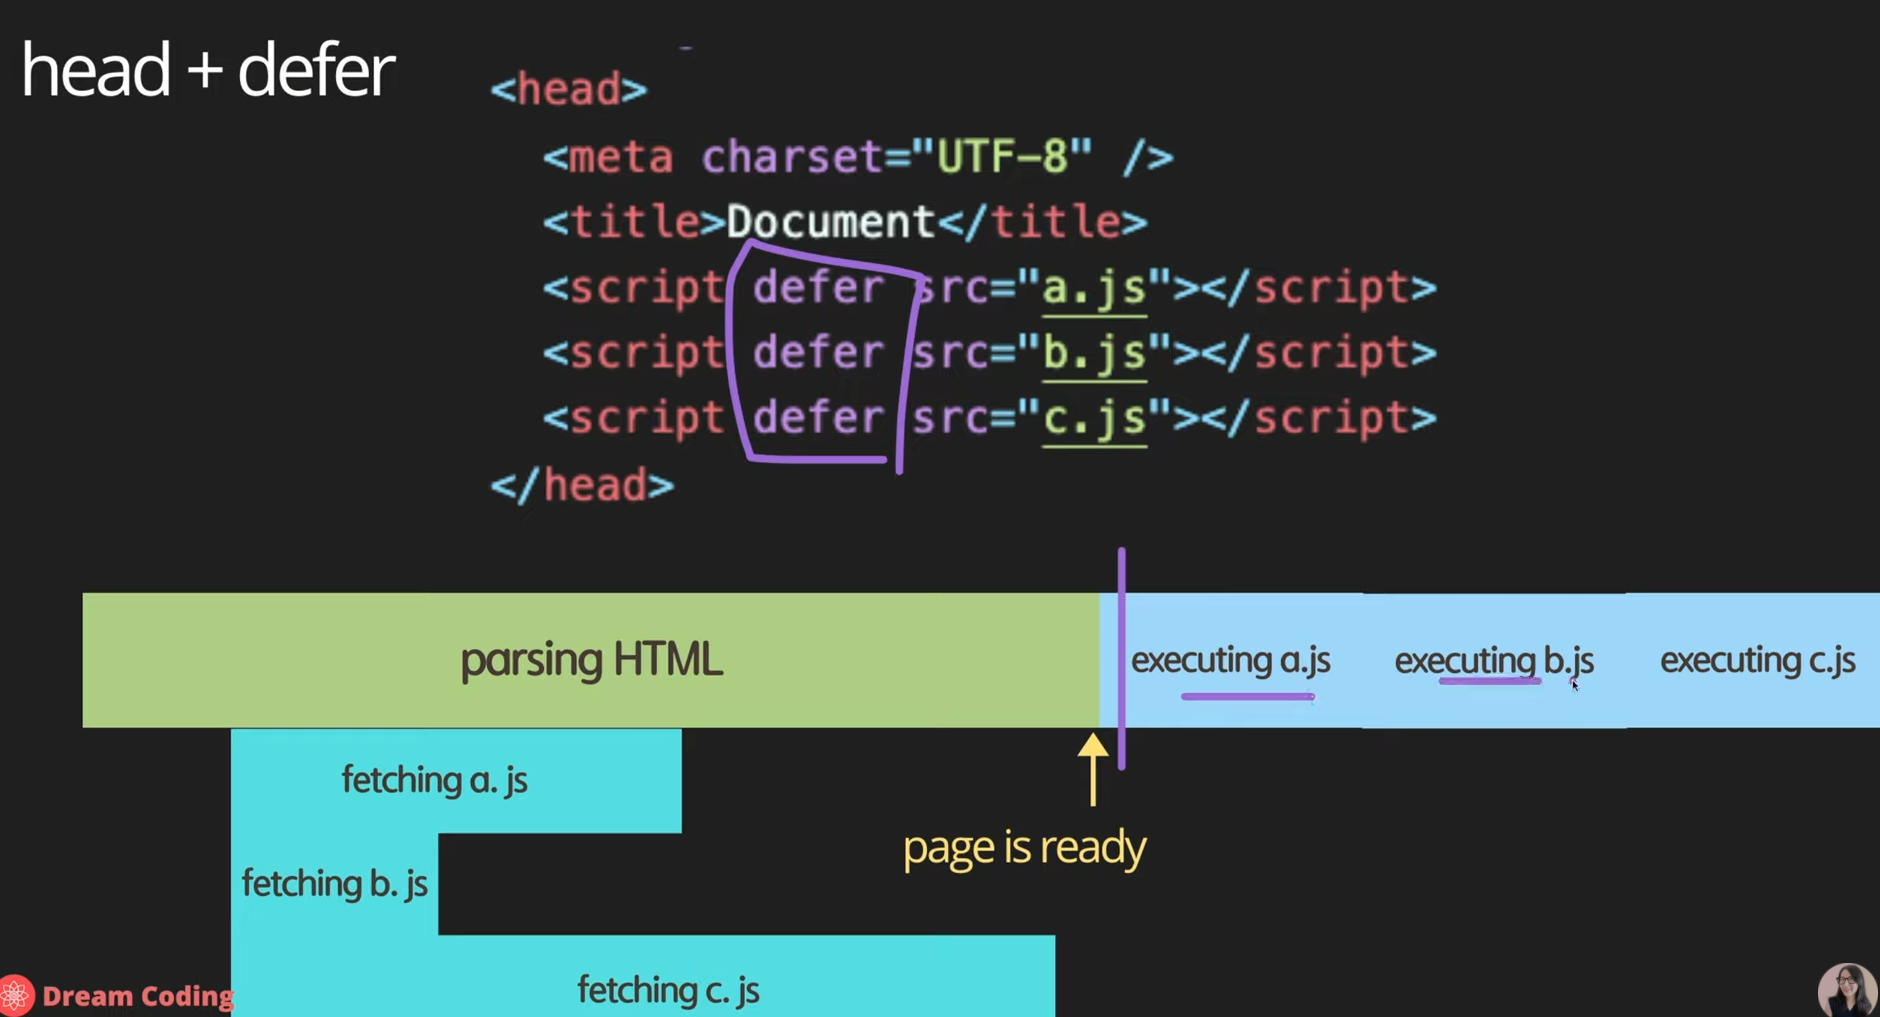 head + defer
<head>
<meta charset="UTF-8" />
<title>Document</title>
<script defer src="a.js"></script>
<script defer src="b.js"></script>
<script defer src="c.js"></script>
</head>
parsing HTML
executing a.js
executing b.js
executing c.js
fetching a. js
page is ready
fetching b. js
fetching c. js
Dream Coding